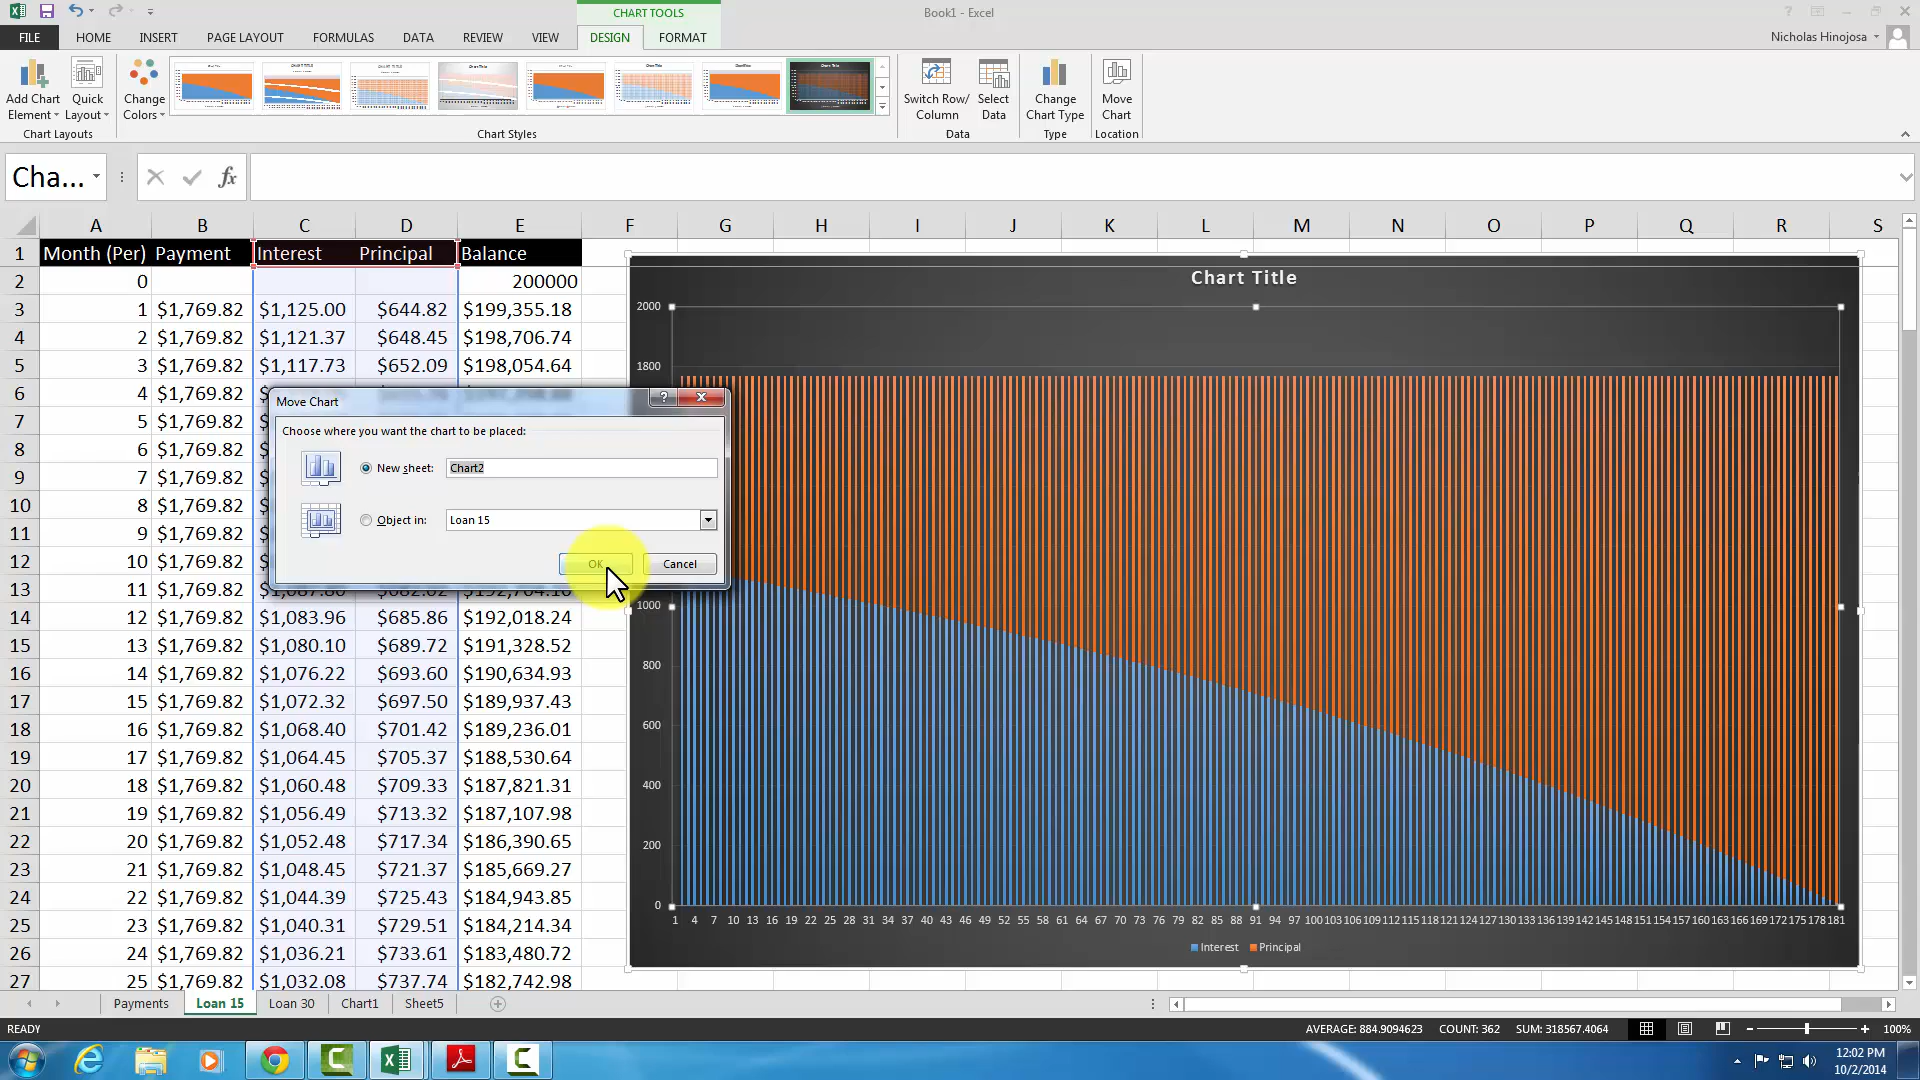 CHART TOOLS
Book1 - Excel
FILE HOME INSERT PAGE LAYOUT FORMULAS DATA REVIEW VIEW DESIGN FORMAT
Nicholas Hinojosa
Add Chart Element
Quick Layout
Change Colors
Switch Row/ Column
Select Data
Change Chart Type
Move Chart
Chart Layouts
Chart Styles
Data
Type
Location
Cha...
fx
A B C D E F G H I J K L M N O P Q R S
1 Month (Per) Payment Interest Principal Balance
2 0 200000
3 1 $1,769.82 $1,125.00 $644.82 $199,355.18
4 2 $1,769.82 $1,121.37 $648.45 $198,706.74
5 3 $1,769.82 $1,117.73 $652.09 $198,054.64
6 4 $1,769.82
7 5 $1,769.82
8 6 $1,769.82
9 7 $1,769.82
10 8 $1,769.82
11 9 $1,769.82
12 10 $1,769.82
13 11 $1,769.82
14 12 $1,769.82 $1,083.96 $685.86 $192,018.24
15 13 $1,769.82 $1,080.10 $689.72 $191,328.52
16 14 $1,769.82 $1,076.22 $693.60 $190,634.93
17 15 $1,769.82 $1,072.32 $697.50 $189,937.43
18 16 $1,769.82 $1,068.40 $701.42 $189,236.01
19 17 $1,769.82 $1,064.45 $705.37 $188,530.64
20 18 $1,769.82 $1,060.48 $709.33 $187,821.31
21 19 $1,769.82 $1,056.49 $713.32 $187,107.98
22 20 $1,769.82 $1,052.48 $717.34 $186,390.65
23 21 $1,769.82 $1,048.45 $721.37 $185,669.27
24 22 $1,769.82 $1,044.39 $725.43 $184,943.85
25 23 $1,769.82 $1,040.31 $729.51 $184,214.34
26 24 $1,769.82 $1,036.21 $733.61 $183,480.72
27 25 $1,769.82 $1,032.08 $737.74 $182,742.98
Move Chart
Choose where you want the chart to be placed:
New sheet: Chart2
Object in: Loan 15
OK Cancel
Chart Title
2000
1800
1000
800
600
400
200
0
1 4 7 10 13 16 19 22 25 28 31 34 37 40 43 46 49 52 55 58 61 64 67 70 73 76 79 82 85 88 91 94 97 100 103 106 109 112 115 118 121 124 127 130 133 136 139 142 145 148 151 154 157 160 163 166 169 172 175 178 181
Interest Principal
Payments Loan 15 Loan 30 Chart1 Sheet5
READY
AVERAGE: 884.9094623 COUNT: 362 SUM: 318567.4064
100%
12:02 PM
10/2/2014